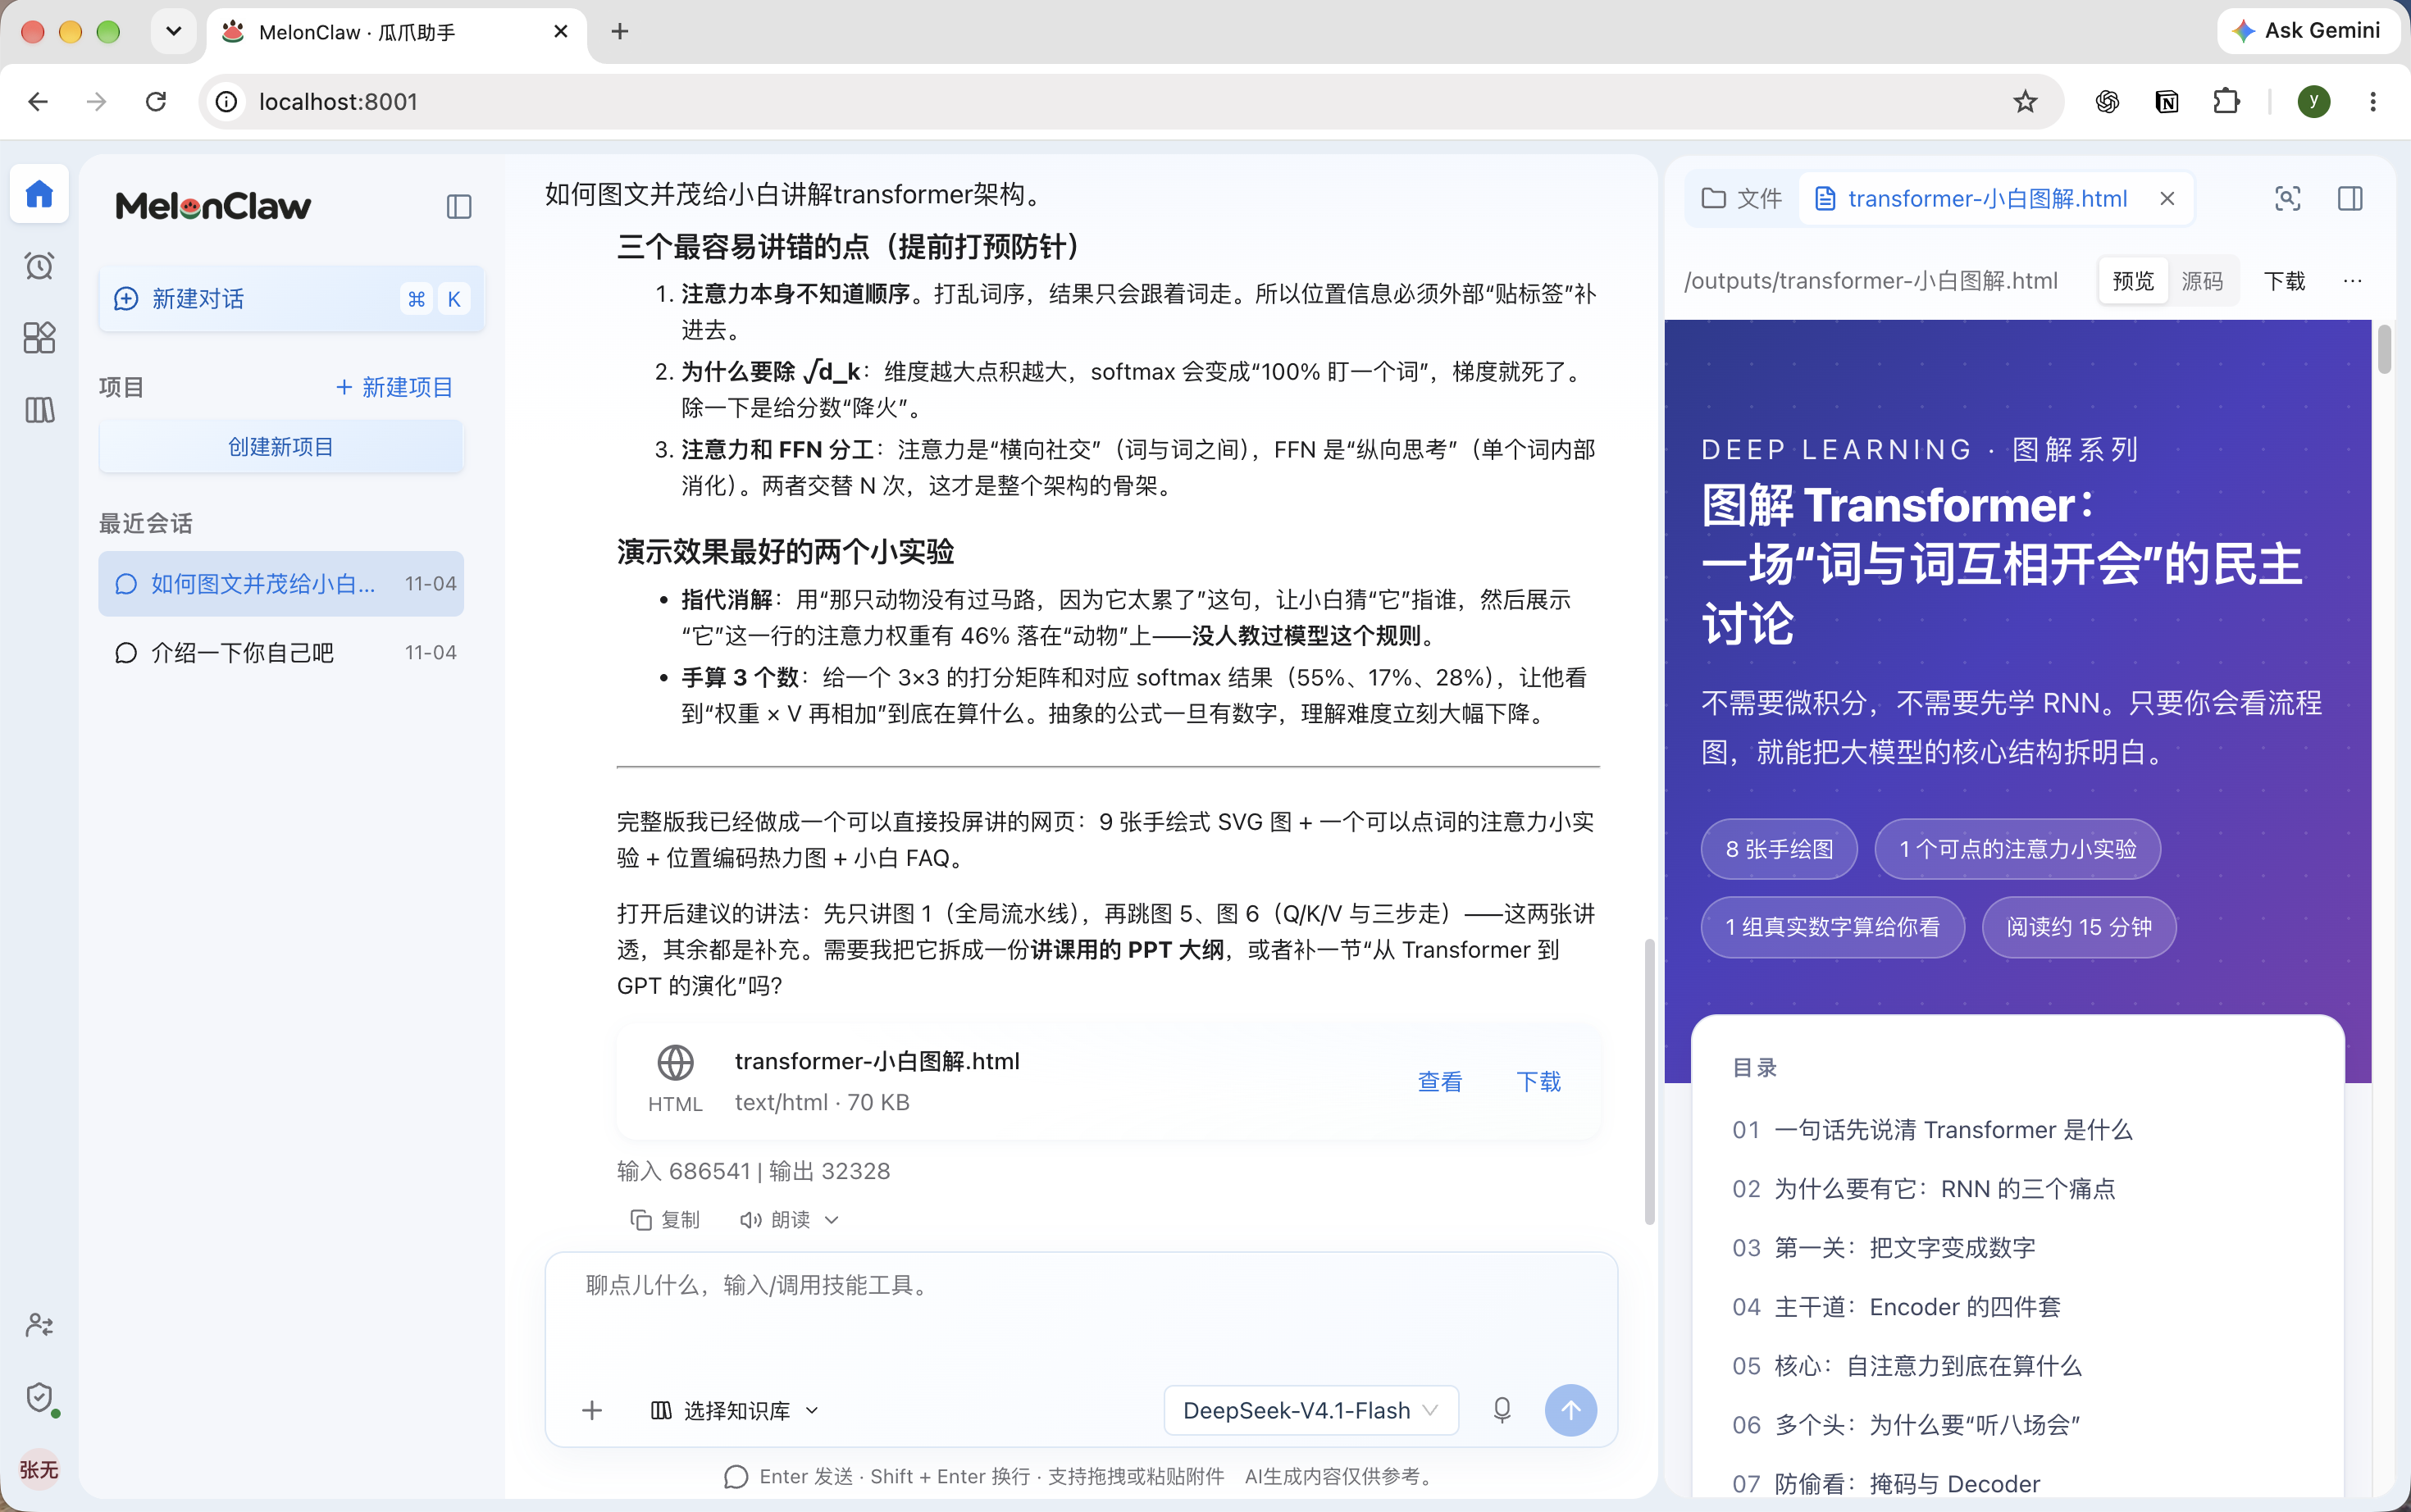 MelonClaw · 瓜爪助手
Ask Gemini
localhost:8001
y
MelonClaw
新建对话 ⌘ K
项目
+ 新建项目
创建新项目
最近会话
如何图文并茂给小白... 11-04
介绍一下你自己吧 11-04
张无
如何图文并茂给小白讲解transformer架构。
三个最容易讲错的点（提前打预防针）
1. 注意力本身不知道顺序。打乱词序，结果只会跟着词走。所以位置信息必须外部“贴标签”补
进去。
2. 为什么要除 √d_k：维度越大点积越大，softmax 会变成“100% 盯一个词”，梯度就死了。
除一下是给分数“降火”。
3. 注意力和 FFN 分工：注意力是“横向社交”（词与词之间），FFN 是“纵向思考”（单个词内部
消化）。两者交替 N 次，这才是整个架构的骨架。
演示效果最好的两个小实验
• 指代消解：用“那只动物没有过马路，因为它太累了”这句，让小白猜“它”指谁，然后展示
“它”这一行的注意力权重有 46% 落在“动物”上——没人教过模型这个规则。
• 手算 3 个数：给一个 3×3 的打分矩阵和对应 softmax 结果（55%、17%、28%），让他看
到“权重 × V 再相加”到底在算什么。抽象的公式一旦有数字，理解难度立刻大幅下降。
完整版我已经做成一个可以直接投屏讲的网页：9 张手绘式 SVG 图 + 一个可以点词的注意力小实
验 + 位置编码热力图 + 小白 FAQ。
打开后建议的讲法：先只讲图 1（全局流水线），再跳图 5、图 6（Q/K/V 与三步走）——这两张讲
透，其余都是补充。需要我把它拆成一份讲课用的 PPT 大纲，或者补一节“从 Transformer 到
GPT 的演化”吗？
transformer-小白图解.html
HTML
text/html · 70 KB
查看 下载
输入 686541 | 输出 32328
复制 朗读
聊点儿什么，输入/调用技能工具。
选择知识库
DeepSeek-V4.1-Flash
Enter 发送 · Shift + Enter 换行 · 支持拖拽或粘贴附件 AI生成内容仅供参考。
文件
transformer-小白图解.html
/outputs/transformer-小白图解.html
预览 源码 下载 ···
DEEP LEARNING · 图解系列
图解 Transformer：
一场“词与词互相开会”的民主
讨论
不需要微积分，不需要先学 RNN。只要你会看流程
图，就能把大模型的核心结构拆明白。
8 张手绘图
1 个可点的注意力小实验
1 组真实数字算给你看
阅读约 15 分钟
目录
01 一句话先说清 Transformer 是什么
02 为什么要有它：RNN 的三个痛点
03 第一关：把文字变成数字
04 主干道：Encoder 的四件套
05 核心：自注意力到底在算什么
06 多个头：为什么要“听八场会”
07 防偷看：掩码与 Decoder